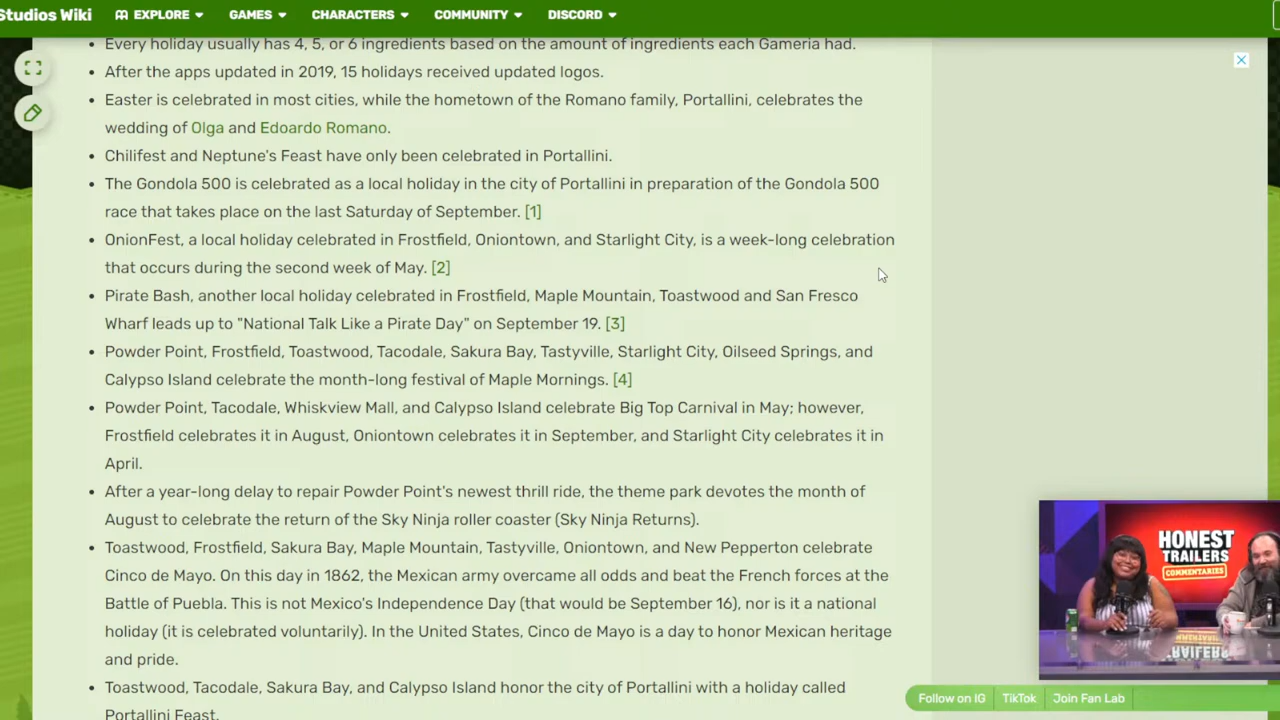 Studios Wiki
EXPLORE
GAMES
CHARACTERS
COMMUNITY
DISCORD
• Every holiday usually has 4, 5, or 6 ingredients based on the amount of ingredients each Gameria had.
• After the apps updated in 2019, 15 holidays received updated logos.
• Easter is celebrated in most cities, while the hometown of the Romano family, Portallini, celebrates the
wedding of Olga and Edoardo Romano.
• Chilifest and Neptune's Feast have only been celebrated in Portallini.
• The Gondola 500 is celebrated as a local holiday in the city of Portallini in preparation of the Gondola 500
race that takes place on the last Saturday of September. [1]
• OnionFest, a local holiday celebrated in Frostfield, Oniontown, and Starlight City, is a week-long celebration
that occurs during the second week of May. [2]
• Pirate Bash, another local holiday celebrated in Frostfield, Maple Mountain, Toastwood and San Fresco
Wharf leads up to "National Talk Like a Pirate Day" on September 19. [3]
• Powder Point, Frostfield, Toastwood, Tacodale, Sakura Bay, Tastyville, Starlight City, Oilseed Springs, and
Calypso Island celebrate the month-long festival of Maple Mornings. [4]
• Powder Point, Tacodale, Whiskview Mall, and Calypso Island celebrate Big Top Carnival in May; however,
Frostfield celebrates it in August, Oniontown celebrates it in September, and Starlight City celebrates it in
April.
• After a year-long delay to repair Powder Point's newest thrill ride, the theme park devotes the month of
August to celebrate the return of the Sky Ninja roller coaster (Sky Ninja Returns).
• Toastwood, Frostfield, Sakura Bay, Maple Mountain, Tastyville, Oniontown, and New Pepperton celebrate
Cinco de Mayo. On this day in 1862, the Mexican army overcame all odds and beat the French forces at the
Battle of Puebla. This is not Mexico's Independence Day (that would be September 16), nor is it a national
holiday (it is celebrated voluntarily). In the United States, Cinco de Mayo is a day to honor Mexican heritage
and pride.
• Toastwood, Tacodale, Sakura Bay, and Calypso Island honor the city of Portallini with a holiday called
Portallini Feast.
HONEST
TRAILERS
COMMENTARIES
Follow on IG
TikTok
Join Fan Lab